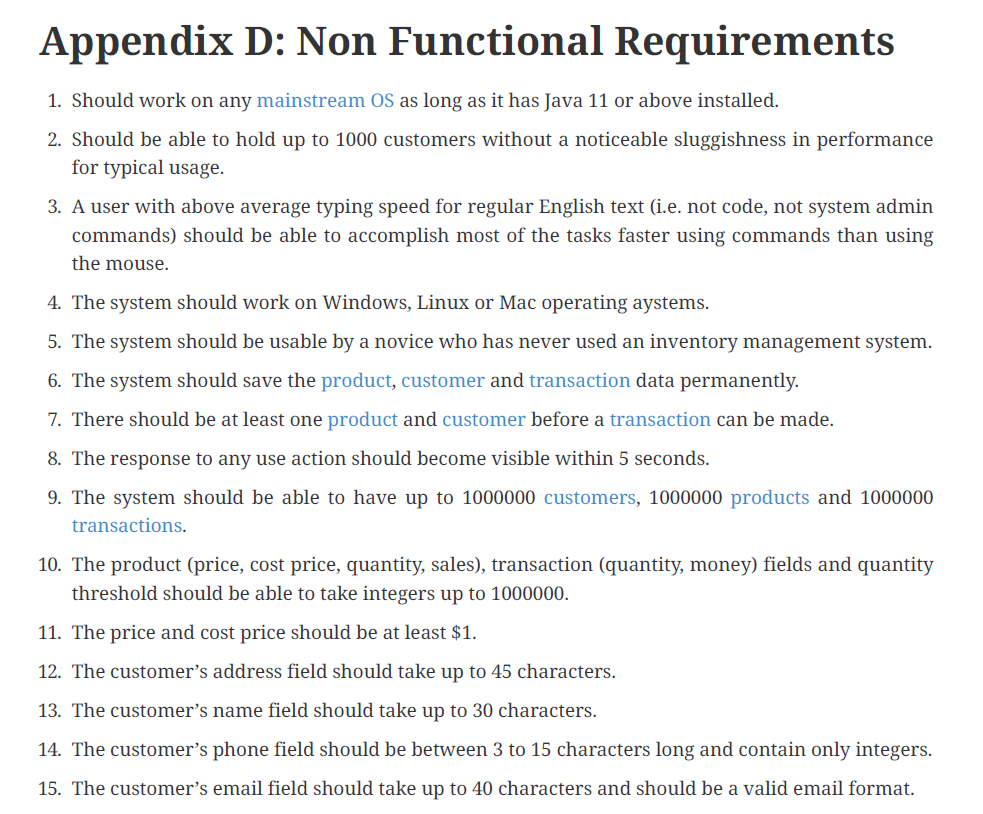 Appendix D: Non Functional Requirements
1. Should work on any mainstream OS as long as it has Java 11 or above installed.
2. Should be able to hold up to 1000 customers without a noticeable sluggishness in performance
for typical usage.
3. A user with above average typing speed for regular English text (i.e. not code, not system admin
commands) should be able to accomplish most of the tasks faster using commands than using
the mouse.
4. The system should work on Windows, Linux or Mac operating aystems.
5. The system should be usable by a novice who has never used an inventory management system.
6. The system should save the product, customer and transaction data permanently.
7. There should be at least one product and customer before a transaction can be made.
8. The response to any use action should become visible within 5 seconds.
9. The system should be able to have up to 1000000 customers, 1000000 products and 1000000
transactions.
10. The product (price, cost price, quantity, sales), transaction (quantity, money) fields and quantity
threshold should be able to take integers up to 1000000.
11. The price and cost price should be at least $1.
12. The customer’s address field should take up to 45 characters.
13. The customer’s name field should take up to 30 characters.
14. The customer’s phone field should be between 3 to 15 characters long and contain only integers.
15. The customer’s email field should take up to 40 characters and should be a valid email format.